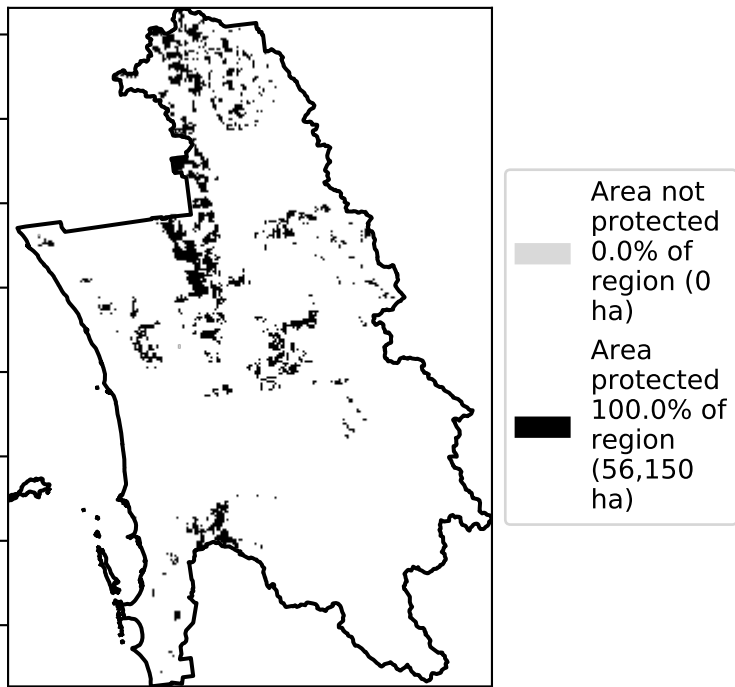 Area not
protected
0.0% of
region (0
ha)
Area
protected
100.0% of
region
(56,150
ha)